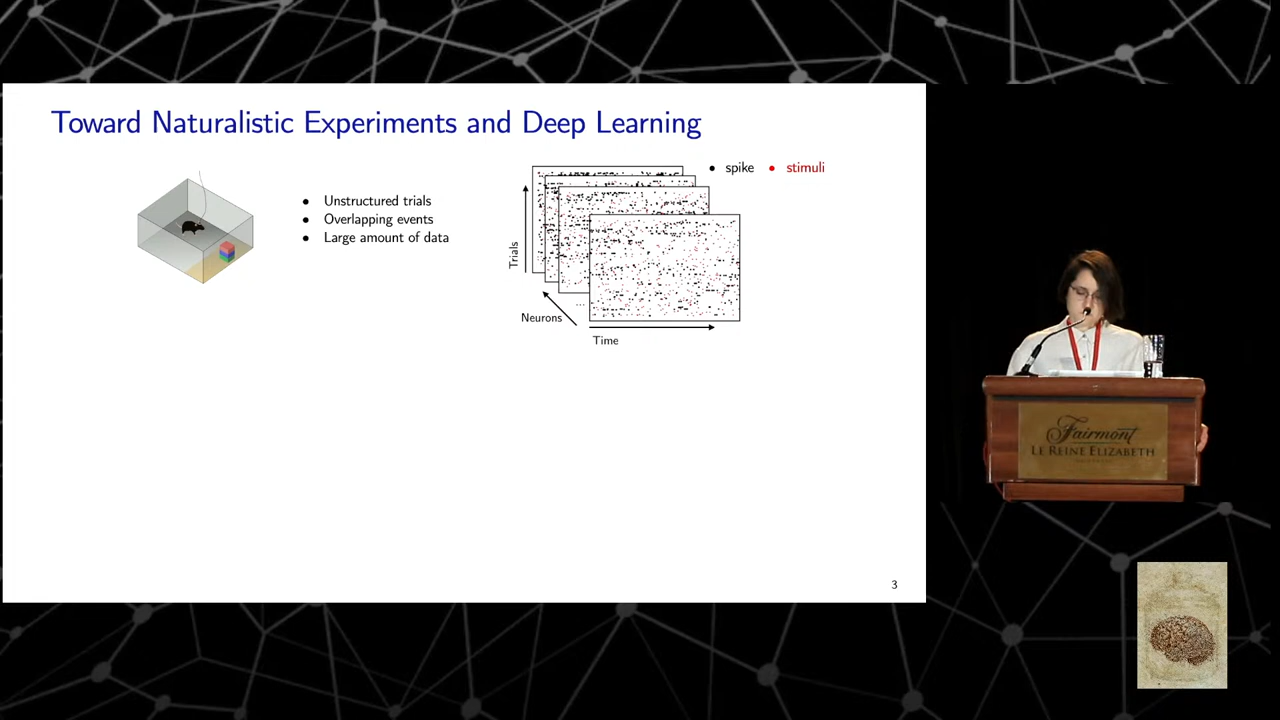 Toward Naturalistic Experiments and Deep Learning
• Unstructured trials
• Overlapping events
• Large amount of data
• spike • stimuli
Trials
Neurons
...
Time
3
Fairmont
LE REINE ELIZABETH